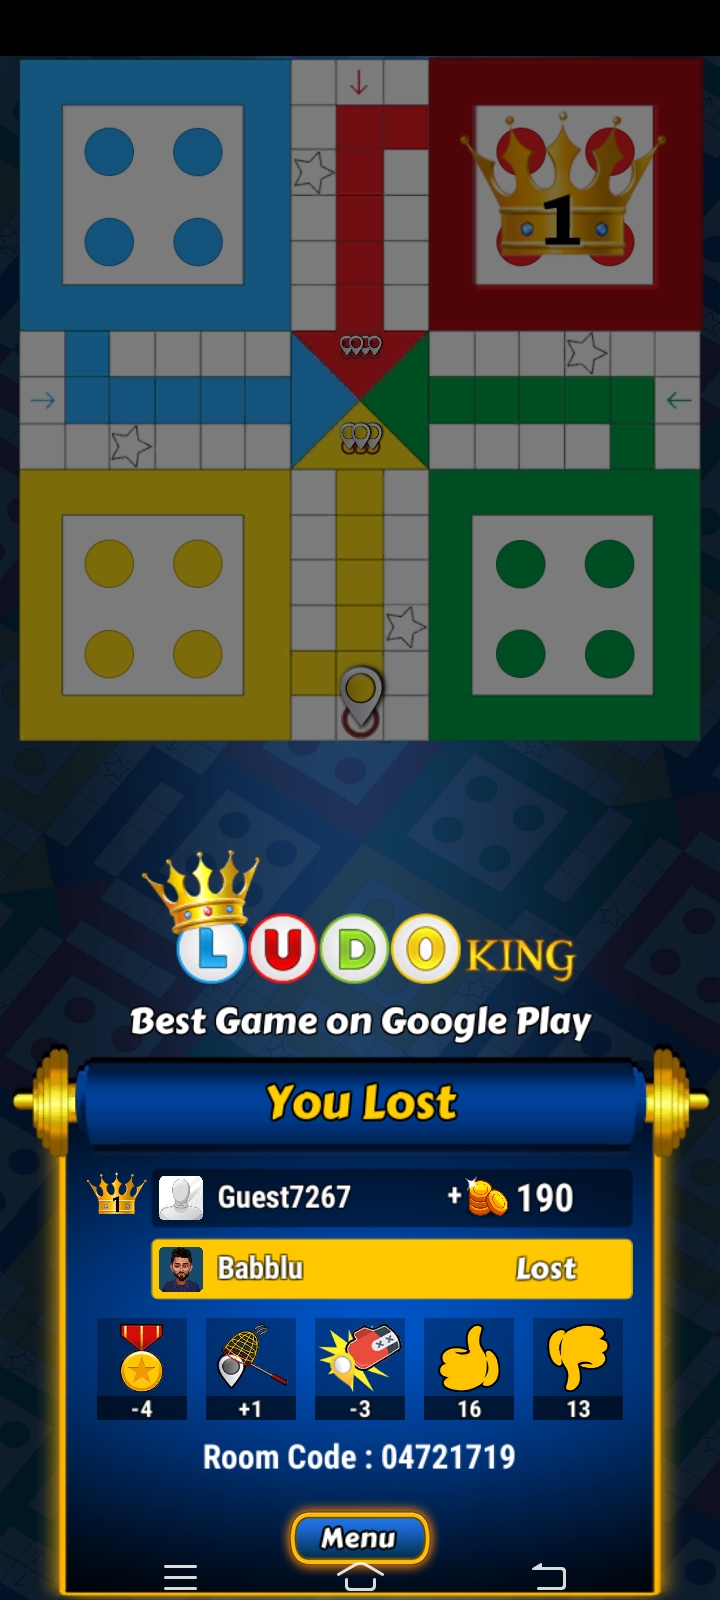 1
LUDO KING
Best Game on Google Play
You Lost
1 Guest7267 + 190
Babblu Lost
-4 +1 -3 16 13
Room Code : 04721719
Menu